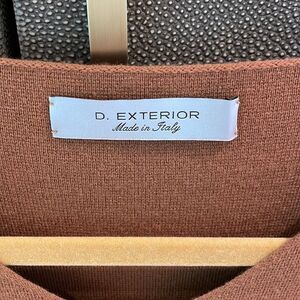 D. EXTERIOR
Made in Italy